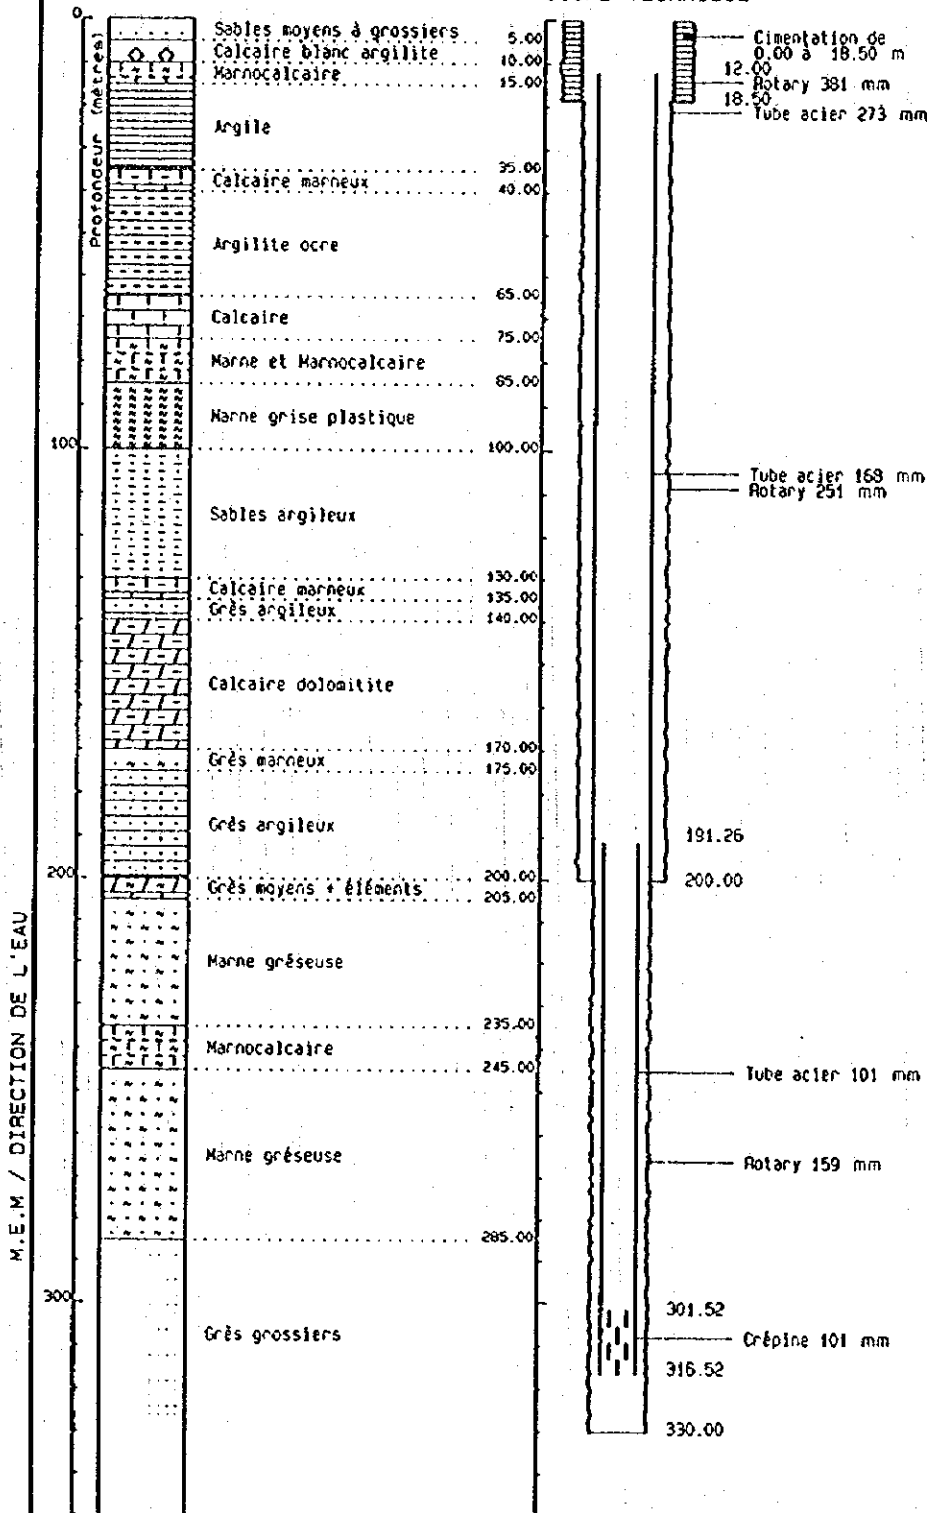 0
Profondeur (mètres)
Sables moyens à grossiers
5.00
Calcaire blanc argilite
10.00
Marnocalcaire
15.00
Argile
35.00
Calcaire marneux
40.00
Argilite ocre
65.00
Calcaire
75.00
Marne et Marnocalcaire
85.00
Marne grise plastique
100
100.00
Sables argileux
130.00
Calcaire marneux
135.00
Grès argileux
140.00
Calcaire dolomitite
170.00
Grès marneux
175.00
Grès argileux
200
200.00
Grès moyens + éléments
205.00
Marne gréseuse
235.00
Marnocalcaire
245.00
Marne gréseuse
285.00
300
Grès grossiers
Cimentation de
0.00 à 18.50 m
12.00
Rotary 381 mm
18.50
Tube acier 273 mm
Tube acier 168 mm
Rotary 251 mm
191.26
200.00
Tube acier 101 mm
Rotary 159 mm
301.52
Crépine 101 mm
316.52
330.00
M.E.M / DIRECTION DE L'EAU